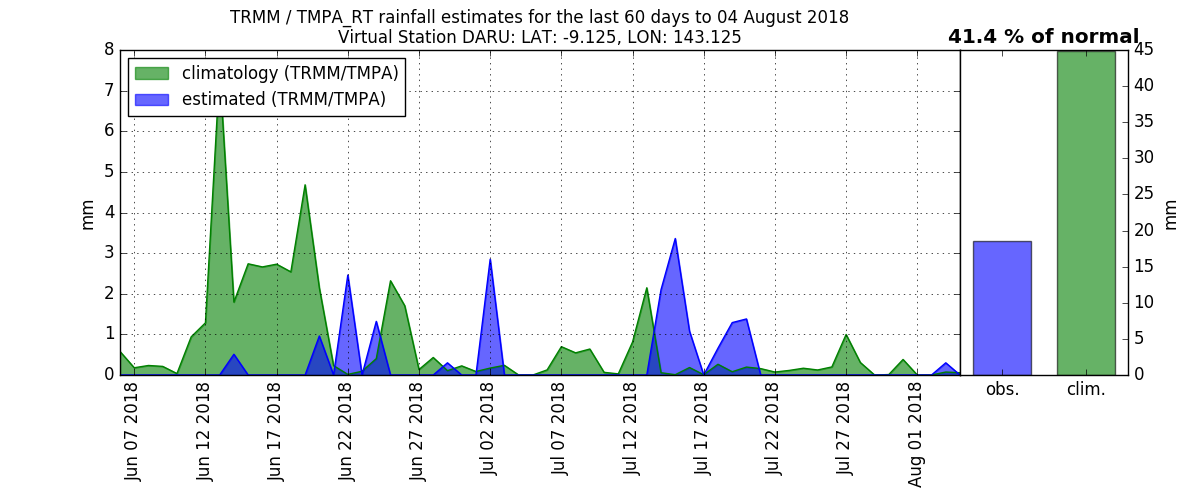 TRMM / TMPA_RT rainfall estimates for the last 60 days to 04 August 2018
Virtual Station DARU: LAT: -9.125, LON: 143.125
41.4 % of normal
climatology (TRMM/TMPA)
estimated (TRMM/TMPA)
8
7
6
5
4
3
2
1
0
mm
Jun 07 2018
Jun 12 2018
Jun 17 2018
Jun 22 2018
Jun 27 2018
Jul 02 2018
Jul 07 2018
Jul 12 2018
Jul 17 2018
Jul 22 2018
Jul 27 2018
Aug 01 2018
45
40
35
30
25
20
15
10
5
0
mm
obs.
clim.